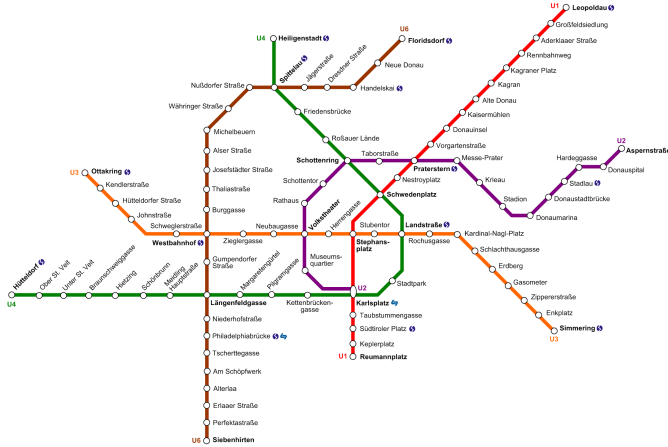 U1
Leopoldau
Großfeldsiedlung
Aderklaaer Straße
Rennbahnweg
Kagraner Platz
Kagran
Alte Donau
Kaisermühlen
Donauinsel
Vorgartenstraße
U4
Heiligenstadt
U6
Floridsdorf
Neue Donau
Handelskai
Dresdner Straße
Jägerstraße
Spittelau
Nußdorfer Straße
Währinger Straße
Friedensbrücke
Michelbeuern
Roßauer Lände
Alser Straße
Josefstädter Straße
Thaliastraße
Burggasse
Schottenring
Taborstraße
Praterstern
Messe-Prater
Krieau
Stadion
Donaumarina
Donaustadtbrücke
Stadlau
Hardeggasse
Donauspital
U2
Aspernstraße
Schottentor
Rathaus
Volkstheater
Nestroyplatz
Schwedenplatz
U3
Ottakring
Kendlerstraße
Hütteldorfer Straße
Johnstraße
Schweglerstraße
Westbahnhof
Zieglergasse
Neubaugasse
Herrengasse
Stephans-
platz
Stubentor
Landstraße
Rochusgasse
Kardinal-Nagl-Platz
Schlachthausgasse
Erdberg
Gasometer
Zippererstraße
Enkplatz
Simmering
U3
Gumpendorfer
Straße
Museums-
quartier
Stadtpark
Hütteldorf
U4
Ober St. Veit
Unter St. Veit
Braunschweiggasse
Hietzing
Schönbrunn
Meidling
Hauptstraße
Längenfeldgasse
Margaretengürtel
Pilgramgasse
Kettenbrücken-
gasse
U2
Karlsplatz
Taubstummengasse
Südtiroler Platz
Keplerplatz
U1
Reumannplatz
Niederhofstraße
Philadelphiabrücke
Tscherttegasse
Am Schöpfwerk
Alterlaa
Erlaaer Straße
Perfektastraße
U6
Siebenhirten